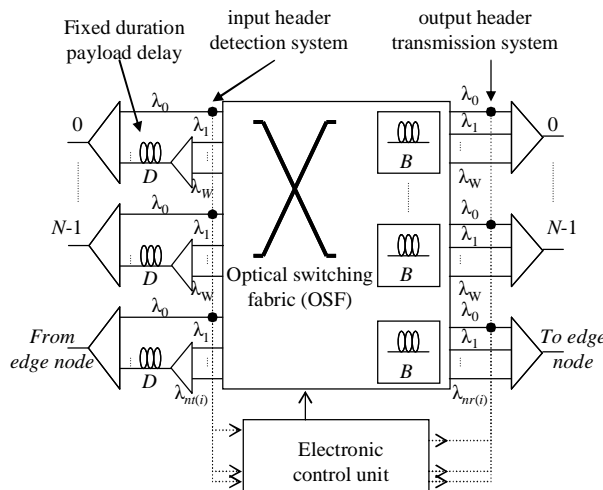 Fixed duration
payload delay
input header
detection system
output header
transmission system
0
λ0
D
λ1
λW
B
λ0
λ1
λW
0
N-1
λ0
D
λ1
λW
Optical switching
fabric (OSF)
B
λ0
λ1
λW
N-1
From
edge node
λ0
D
λ1
λnt(i)
B
λ0
λ1
λnr(i)
To edge
node
Electronic
control unit